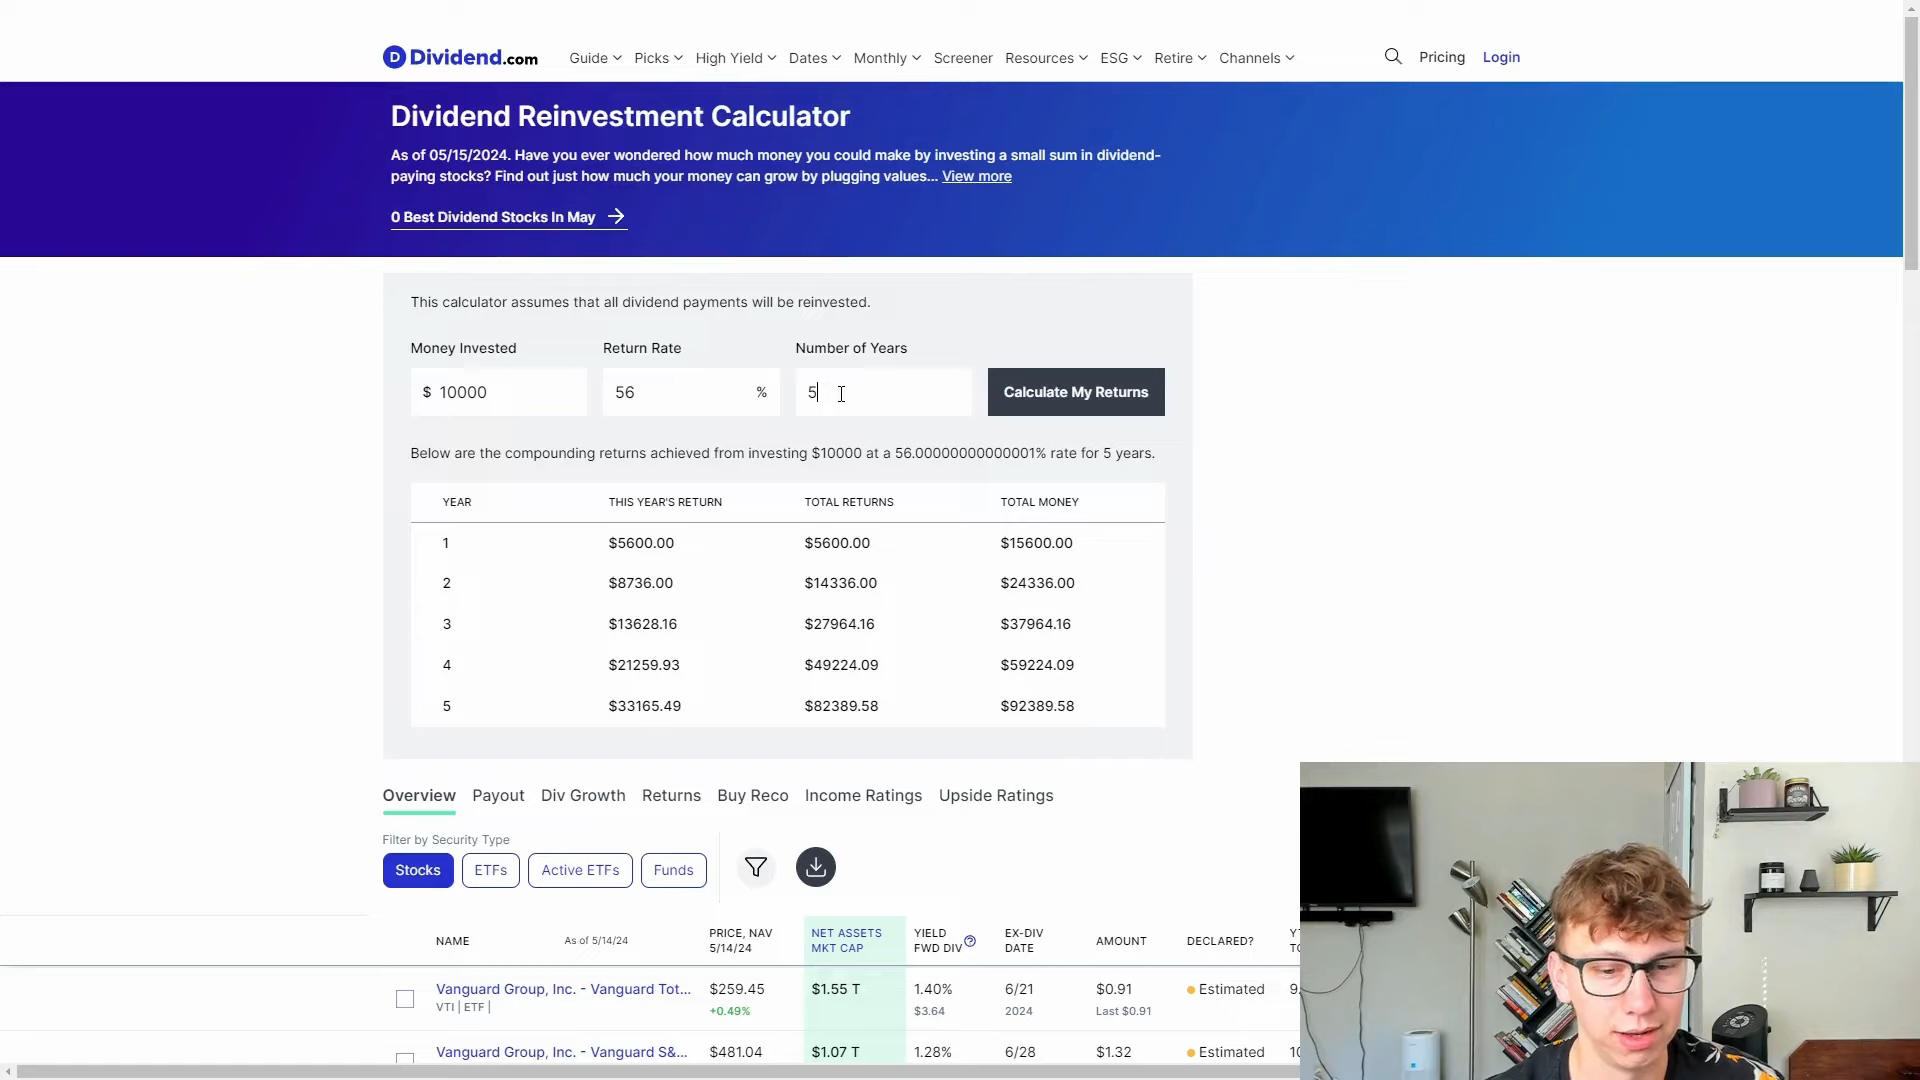 Dividend.com
Guide Picks High Yield Dates Monthly Screener Resources ESG Retire Channels
Pricing Login
Dividend Reinvestment Calculator
As of 05/15/2024. Have you ever wondered how much money you could make by investing a small sum in dividend-
paying stocks? Find out just how much your money can grow by plugging values... View more
0 Best Dividend Stocks In May
This calculator assumes that all dividend payments will be reinvested.
Money Invested Return Rate Number of Years
$ 10000 56 % 5 Calculate My Returns
Below are the compounding returns achieved from investing $10000 at a 56.00000000000001% rate for 5 years.
YEAR THIS YEAR'S RETURN TOTAL RETURNS TOTAL MONEY
1 $5600.00 $5600.00 $15600.00
2 $8736.00 $14336.00 $24336.00
3 $13628.16 $27964.16 $37964.16
4 $21259.93 $49224.09 $59224.09
5 $33165.49 $82389.58 $92389.58
Overview Payout Div Growth Returns Buy Reco Income Ratings Upside Ratings
Filter by Security Type
Stocks ETFs Active ETFs Funds
NAME As of 5/14/24 PRICE, NAV 5/14/24 NET ASSETS MKT CAP YIELD FWD DIV EX-DIV DATE AMOUNT DECLARED?
Vanguard Group, Inc. - Vanguard Tot... $259.45 $1.55 T 1.40% 6/21 $0.91 Estimated 9.
VTI | ETF | +0.49% $3.64 2024 Last $0.91
Vanguard Group, Inc. - Vanguard S&... $481.04 $1.07 T 1.28% 6/28 $1.32 Estimated 10